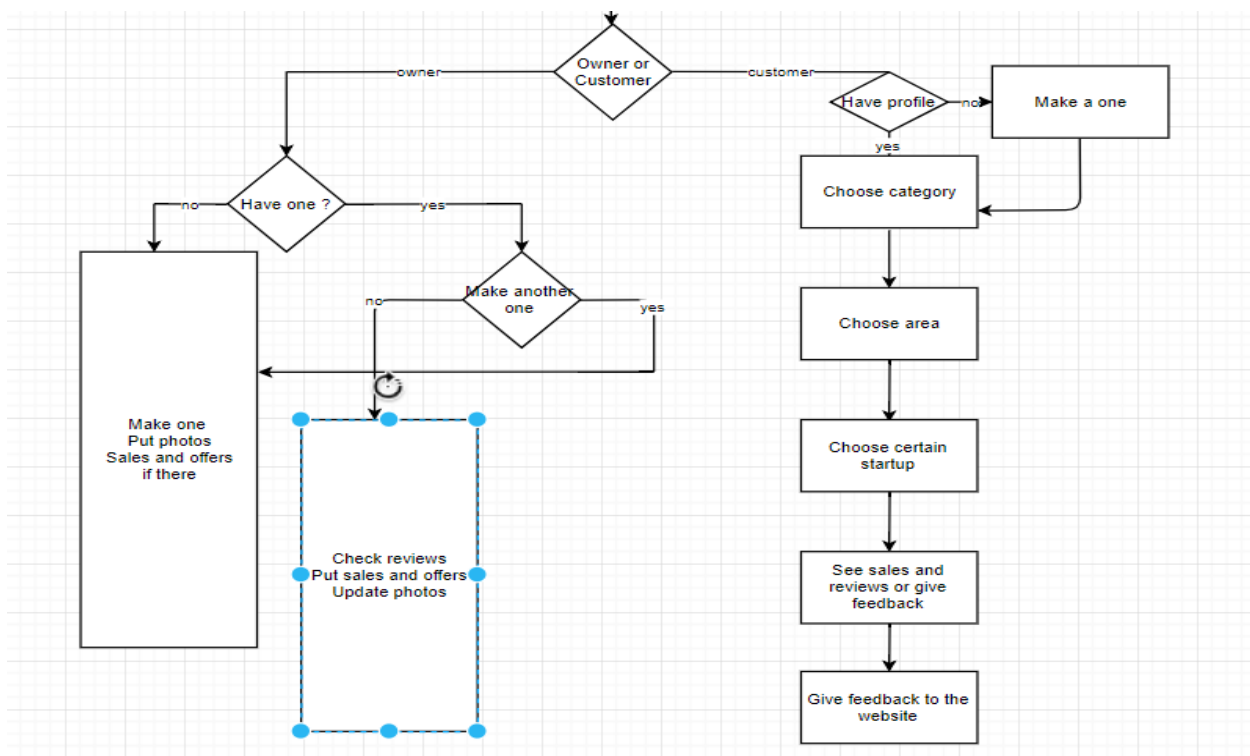 Owner or
Customer
owner
customer
Have profile
no
Make a one
yes
Choose category
Have one ?
no
yes
Make another
one
no
yes
Choose area
Make one
Put photos
Sales and offers
if there
Choose certain
startup
Check reviews
Put sales and offers
Update photos
See sales and
reviews or give
feedback
Give feedback to the
website